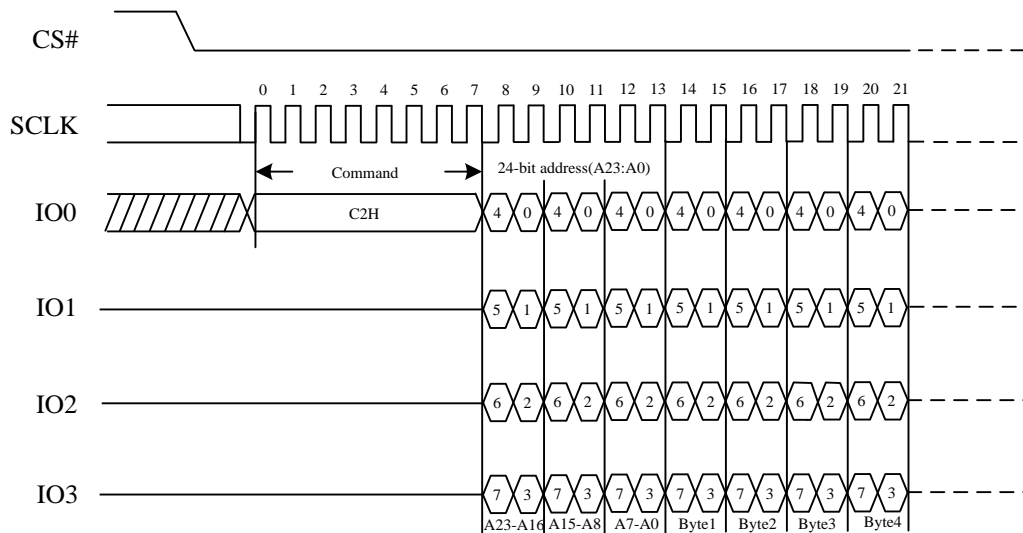 CS#
0 1 2 3 4 5 6 7 8 9 10 11 12 13 14 15 16 17 18 19 20 21
SCLK
Command 24-bit address(A23:A0)
IO0 C2H 4 0 4 0 4 0 4 0 4 0 4 0 4 0
IO1 5 1 5 1 5 1 5 1 5 1 5 1 5 1
IO2 6 2 6 2 6 2 6 2 6 2 6 2 6 2
IO3 7 3 7 3 7 3 7 3 7 3 7 3 7 3
A23-A16 A15-A8 A7-A0 Byte1 Byte2 Byte3 Byte4